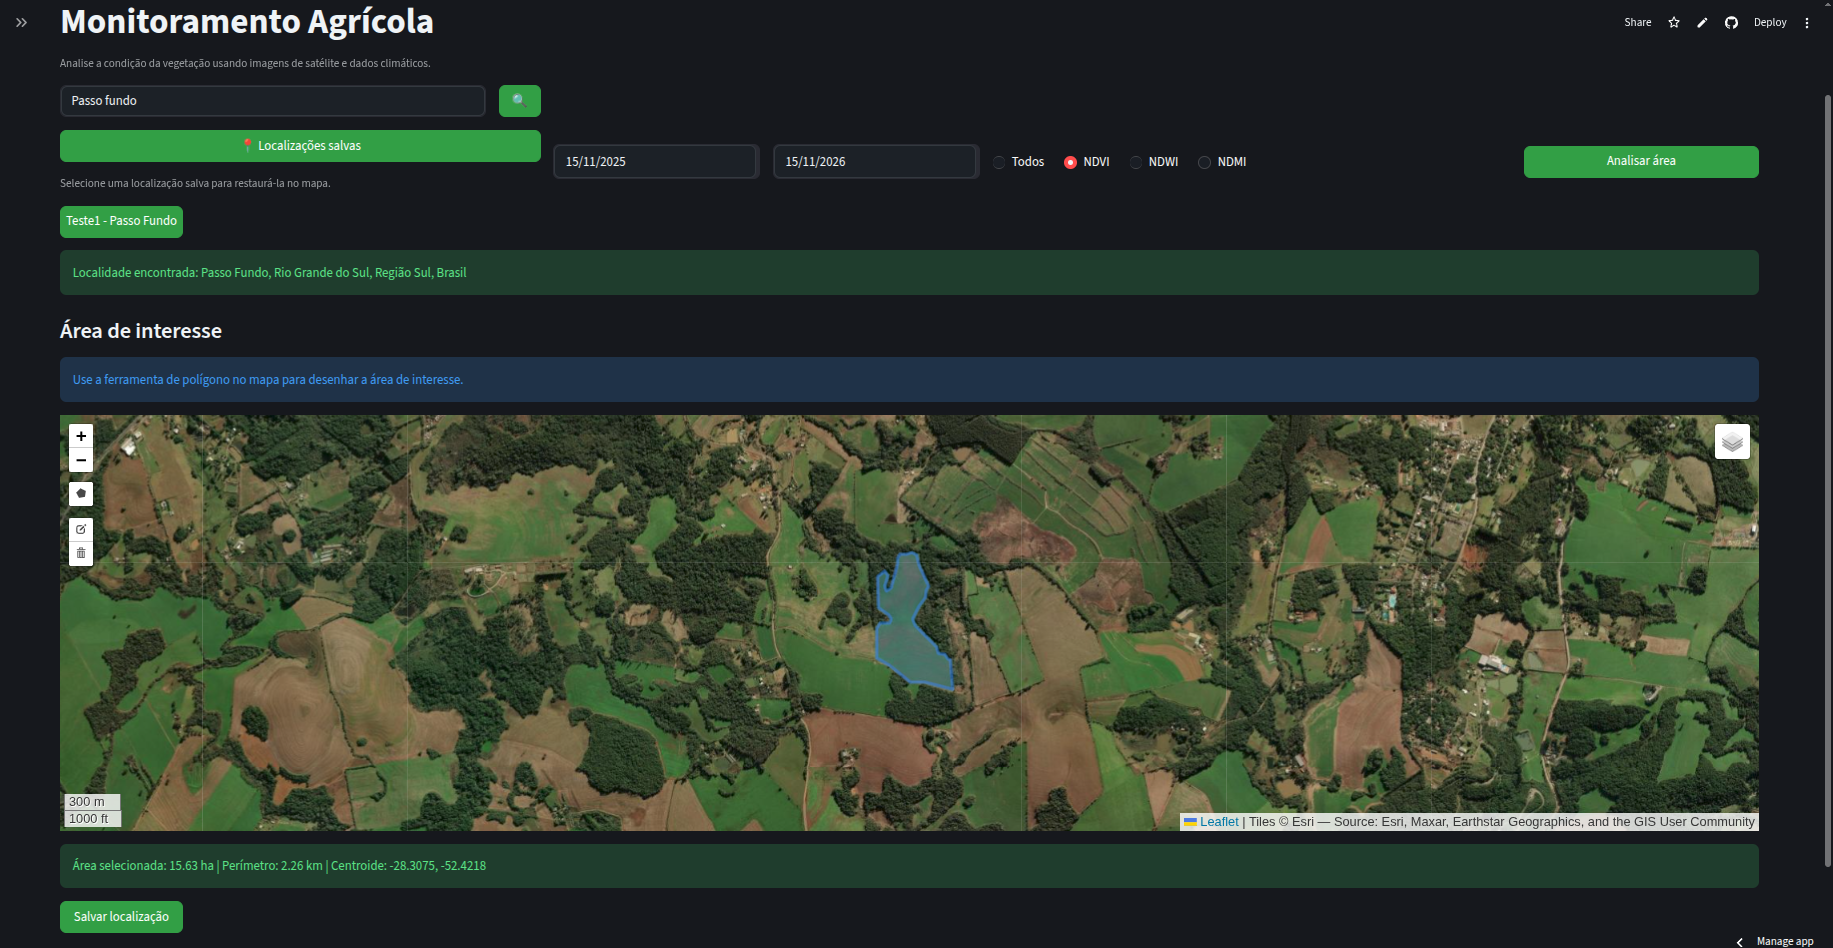 Monitoramento Agrícola
Share
Deploy
Analise a condição da vegetação usando imagens de satélite e dados climáticos.
Passo fundo
Localizações salvas
15/11/2025
15/11/2026
Todos
NDVI
NDWI
NDMI
Analisar área
Selecione uma localização salva para restaurá-la no mapa.
Teste1 - Passo Fundo
Localidade encontrada: Passo Fundo, Rio Grande do Sul, Região Sul, Brasil
Área de interesse
Use a ferramenta de polígono no mapa para desenhar a área de interesse.
+
−
300 m
1000 ft
Leaflet | Tiles © Esri — Source: Esri, Maxar, Earthstar Geographics, and the GIS User Community
Área selecionada: 15.63 ha | Perímetro: 2.26 km | Centroide: -28.3075, -52.4218
Salvar localização
Manage app